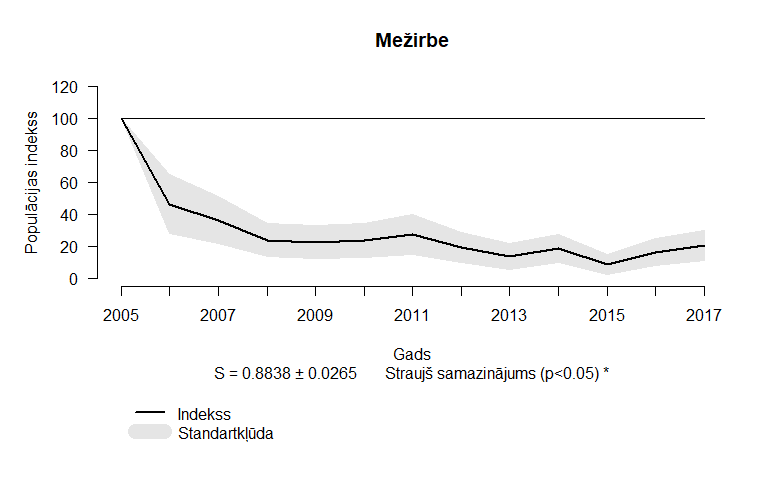 Mežirbe
Populācijas indekss
120
100
80
60
40
20
0
2005 2007 2009 2011 2013 2015 2017
Gads
S = 0.8838 ± 0.0265 Straujš samazinājums (p<0.05) *
Indekss
Standartkļūda